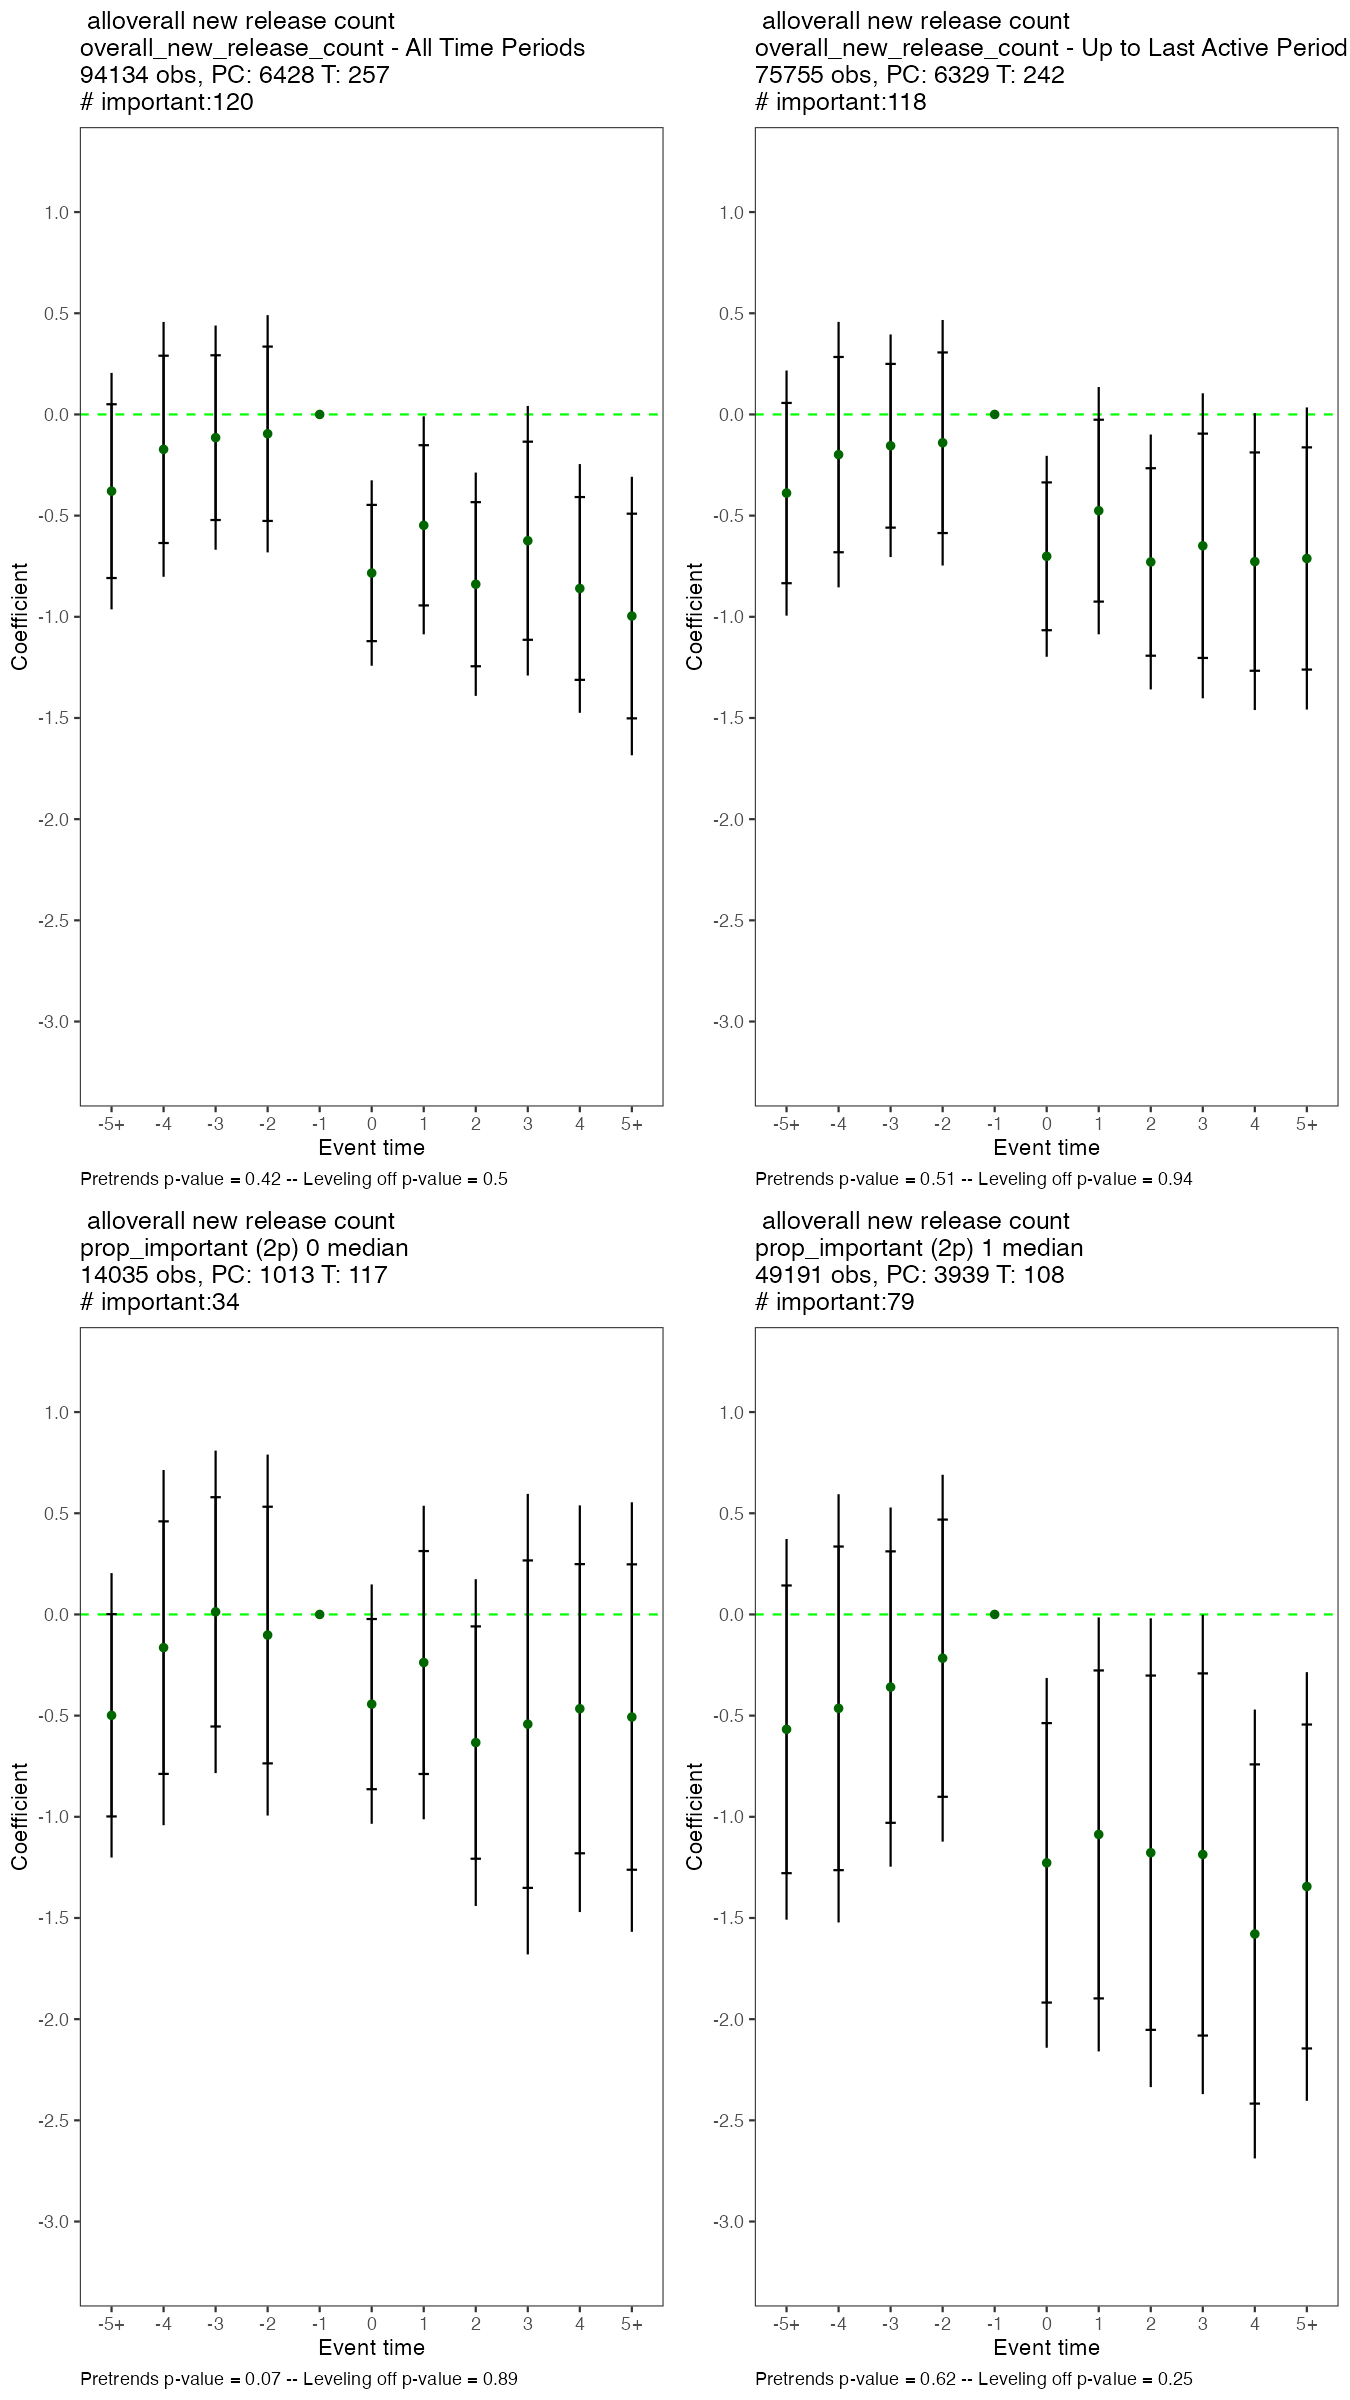 alloverall new release count
overall_new_release_count - All Time Periods
94134 obs, PC: 6428 T: 257
# important:120
1.0
0.5
0.0
-0.5
-1.0
-1.5
-2.0
-2.5
-3.0
Coefficient
-5+ -4 -3 -2 -1 0 1 2 3 4 5+
Event time
Pretrends p-value = 0.42 -- Leveling off p-value = 0.5
alloverall new release count
overall_new_release_count - Up to Last Active Period
75755 obs, PC: 6329 T: 242
# important:118
1.0
0.5
0.0
-0.5
-1.0
-1.5
-2.0
-2.5
-3.0
Coefficient
-5+ -4 -3 -2 -1 0 1 2 3 4 5+
Event time
Pretrends p-value = 0.51 -- Leveling off p-value = 0.94
alloverall new release count
prop_important (2p) 0 median
14035 obs, PC: 1013 T: 117
# important:34
1.0
0.5
0.0
-0.5
-1.0
-1.5
-2.0
-2.5
-3.0
Coefficient
-5+ -4 -3 -2 -1 0 1 2 3 4 5+
Event time
Pretrends p-value = 0.07 -- Leveling off p-value = 0.89
alloverall new release count
prop_important (2p) 1 median
49191 obs, PC: 3939 T: 108
# important:79
1.0
0.5
0.0
-0.5
-1.0
-1.5
-2.0
-2.5
-3.0
Coefficient
-5+ -4 -3 -2 -1 0 1 2 3 4 5+
Event time
Pretrends p-value = 0.62 -- Leveling off p-value = 0.25